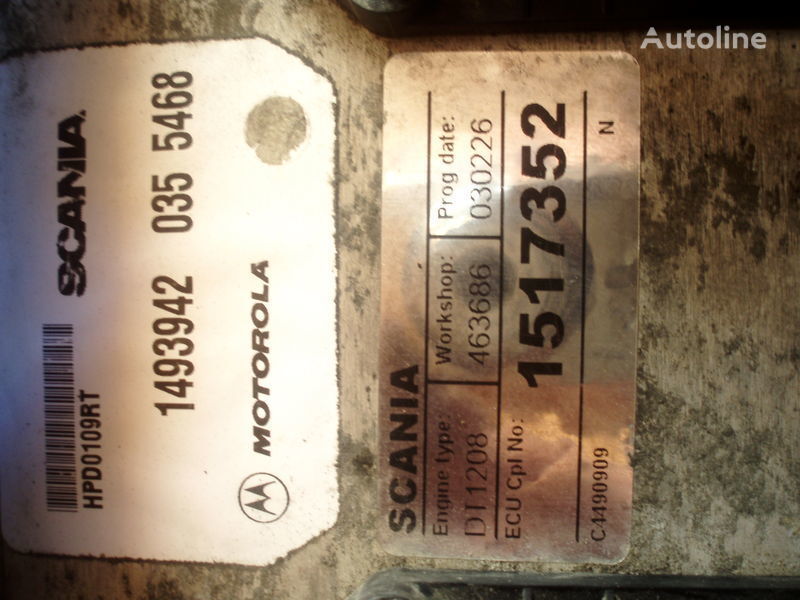 Autoline
HPD0109RT
SCANIA
1493942 035 5468
MOTOROLA
SCANIA
Engine type: Workshop: Prog date:
DT1208 463686 030226
ECU Cpl No:
1517352
C4490909 N